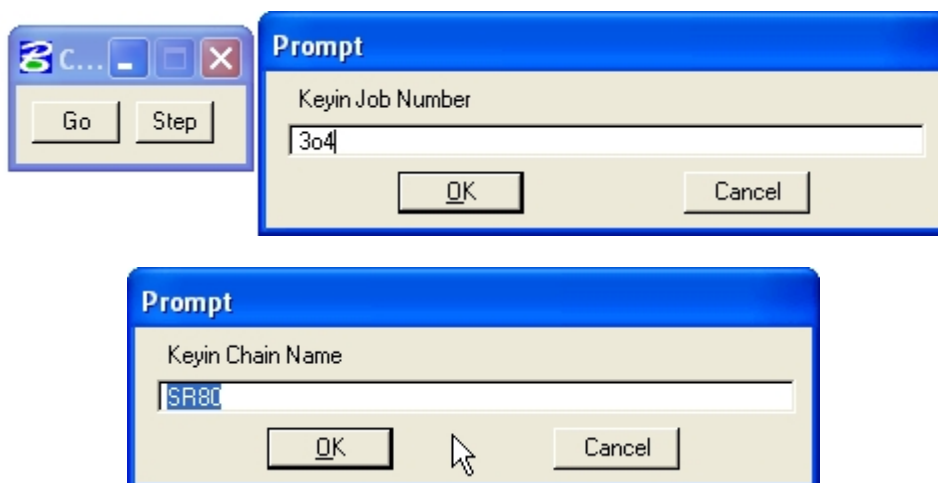 C...
Go Step
Prompt
Keyin Job Number
3o4
OK Cancel
Prompt
Keyin Chain Name
SR80
OK Cancel